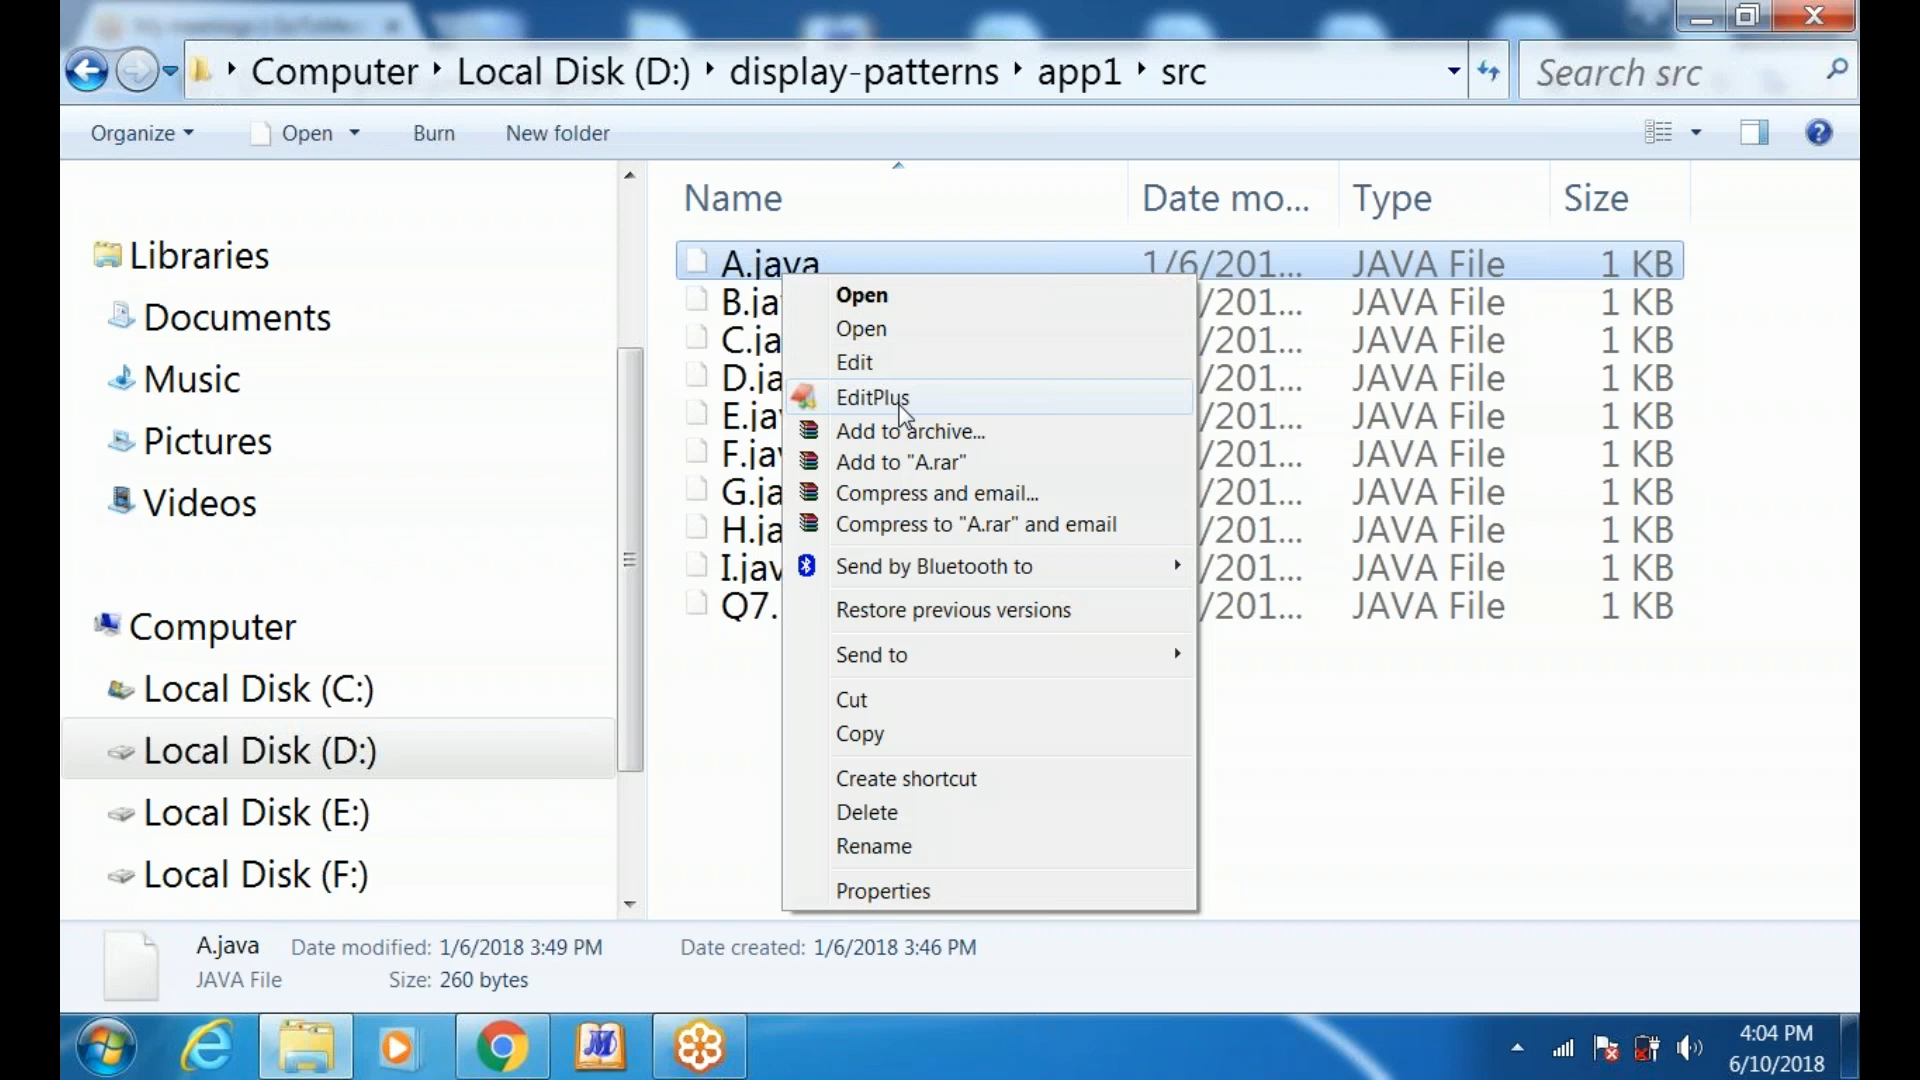 Computer Local Disk (D:) display-patterns app1 src Search src
Organize Open Burn New folder
Name Date mo... Type Size
Libraries
Documents
Music
Pictures
Videos
Computer
Local Disk (C:)
Local Disk (D:)
Local Disk (E:)
Local Disk (F:)
A.java 1/6/201... JAVA File 1 KB
B.ja /201... JAVA File 1 KB
C.ja /201... JAVA File 1 KB
D.ja /201... JAVA File 1 KB
E.jav /201... JAVA File 1 KB
F.jav /201... JAVA File 1 KB
G.ja /201... JAVA File 1 KB
H.ja /201... JAVA File 1 KB
I.jav /201... JAVA File 1 KB
Q7. /201... JAVA File 1 KB
Open
Open
Edit
EditPlus
Add to archive...
Add to "A.rar"
Compress and email...
Compress to "A.rar" and email
Send by Bluetooth to
Restore previous versions
Send to
Cut
Copy
Create shortcut
Delete
Rename
Properties
A.java Date modified: 1/6/2018 3:49 PM Date created: 1/6/2018 3:46 PM
JAVA File Size: 260 bytes
4:04 PM
6/10/2018